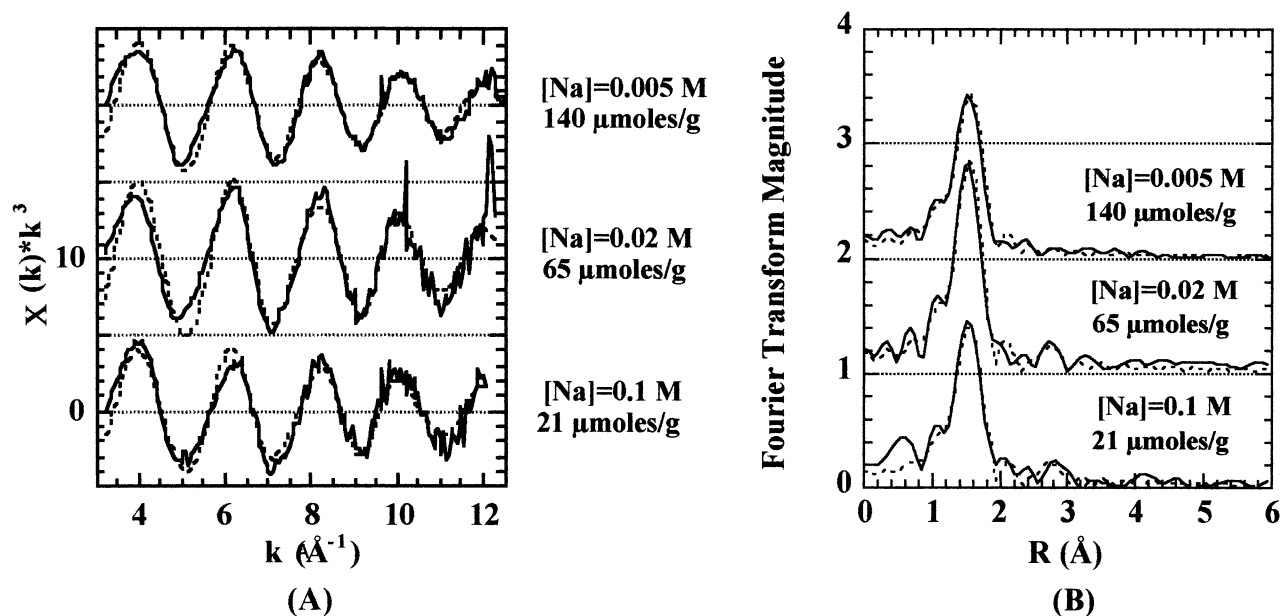 X (k)*k 3
10
0
4
6
8
10
12
k (Å-1)
(A)
[Na]=0.005 M
140 µmoles/g
[Na]=0.02 M
65 µmoles/g
[Na]=0.1 M
21 µmoles/g
Fourier Transform Magnitude
4
3
2
1
0
[Na]=0.005 M
140 µmoles/g
[Na]=0.02 M
65 µmoles/g
[Na]=0.1 M
21 µmoles/g
0
1
2
3
4
5
6
R (Å)
(B)